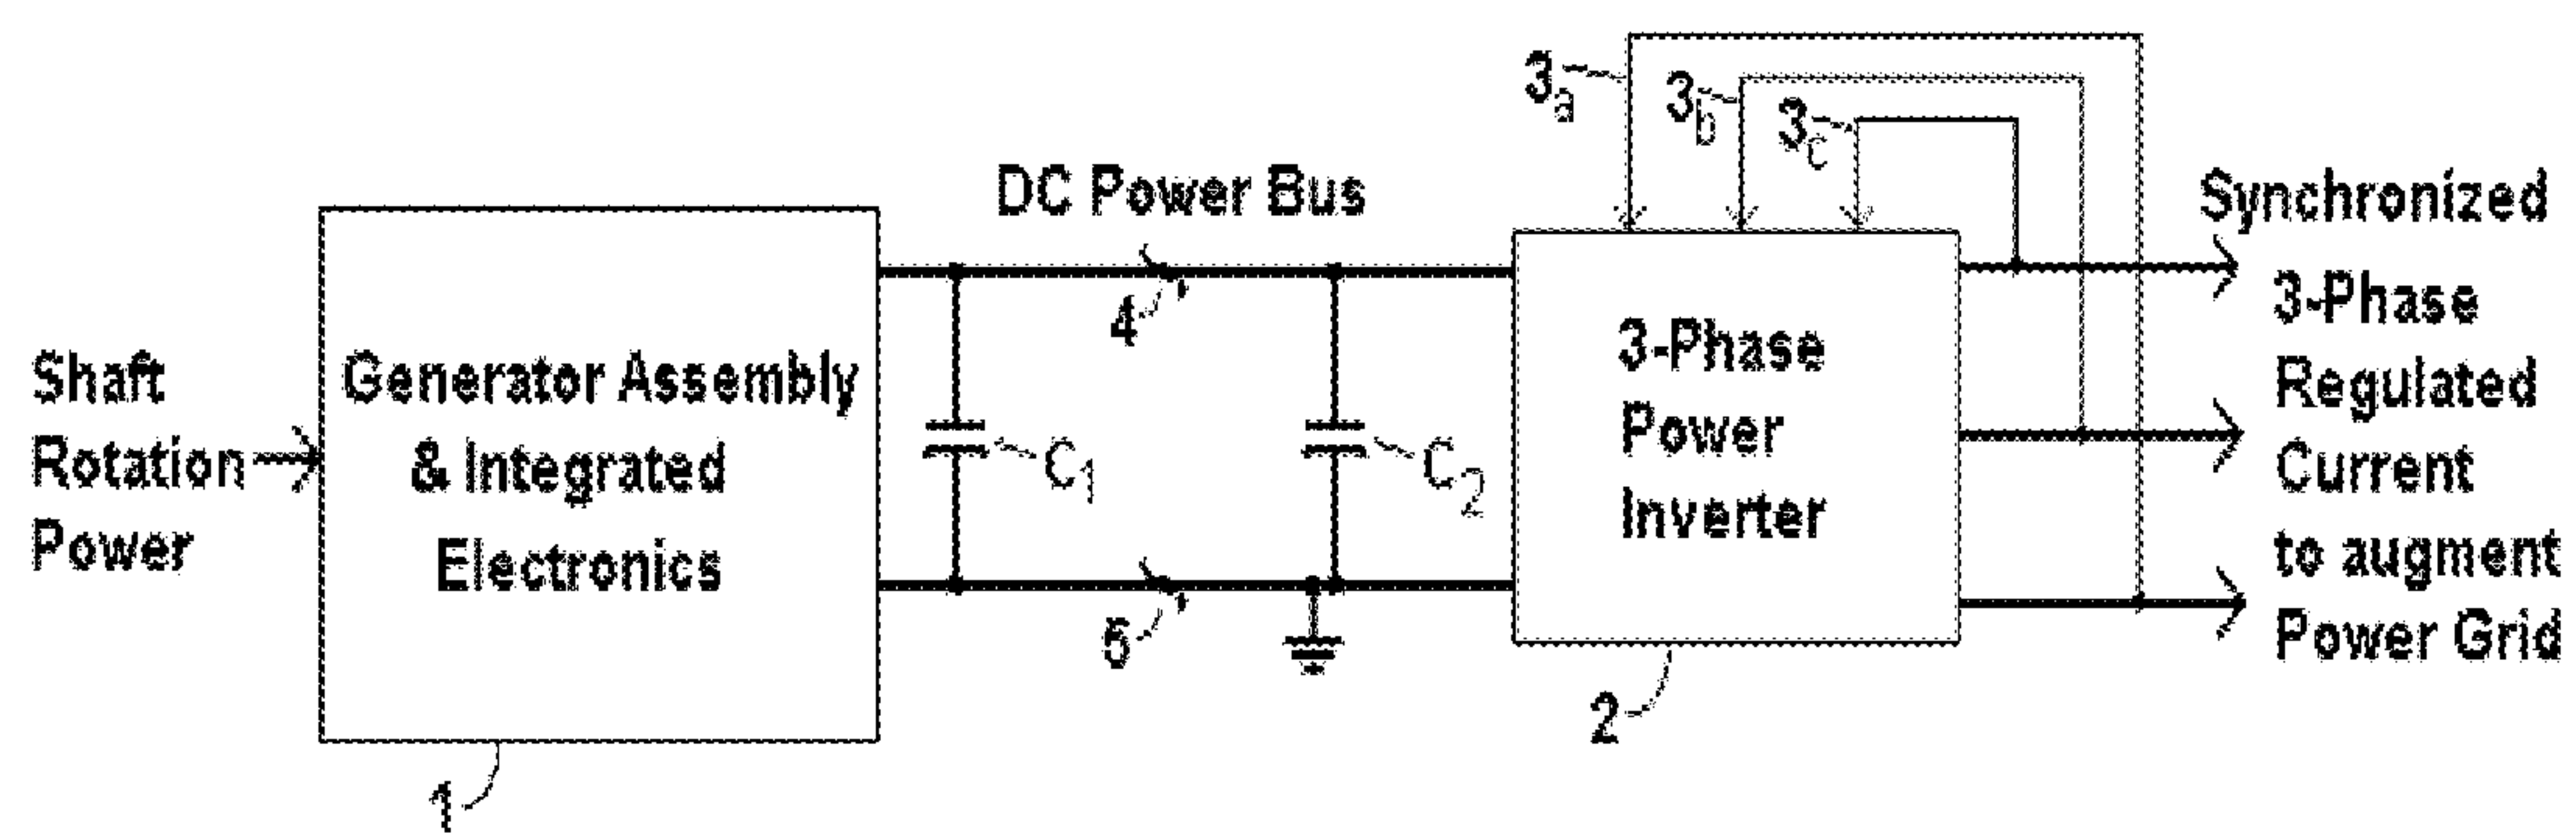 Shaft
Rotation
Power
Generator Assembly
& Integrated
Electronics
1
DC Power Bus
4
5
C1
C2
3a
3b
3c
3-Phase
Power
Inverter
2
Synchronized
3-Phase
Regulated
Current
to augment
Power Grid